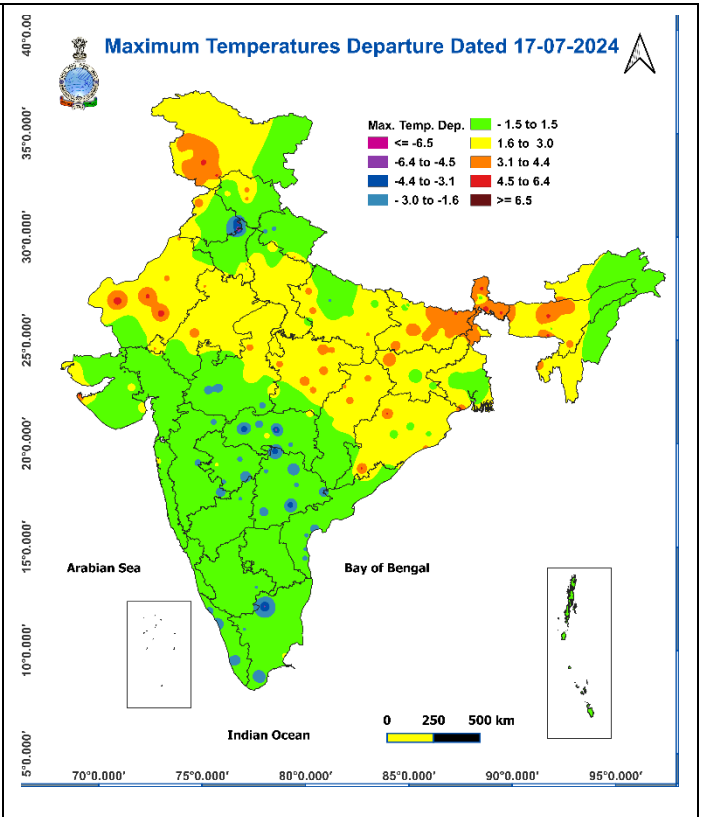 Maximum Temperatures Departure Dated 17-07-2024
Max. Temp. Dep.
<= -6.5
-6.4 to -4.5
-4.4 to -3.1
- 3.0 to -1.6
- 1.5 to 1.5
1.6 to 3.0
3.1 to 4.4
4.5 to 6.4
>= 6.5
40°0.00
35°0.000'
30°0.000'
25°0.000'
20°0.000'
15°0.000'
10°0.000'
5°0.000'
Arabian Sea
Bay of Bengal
Indian Ocean
0 250 500 km
70°0.000' 75°0.000' 80°0.000' 85°0.000' 90°0.000' 95°0.000'